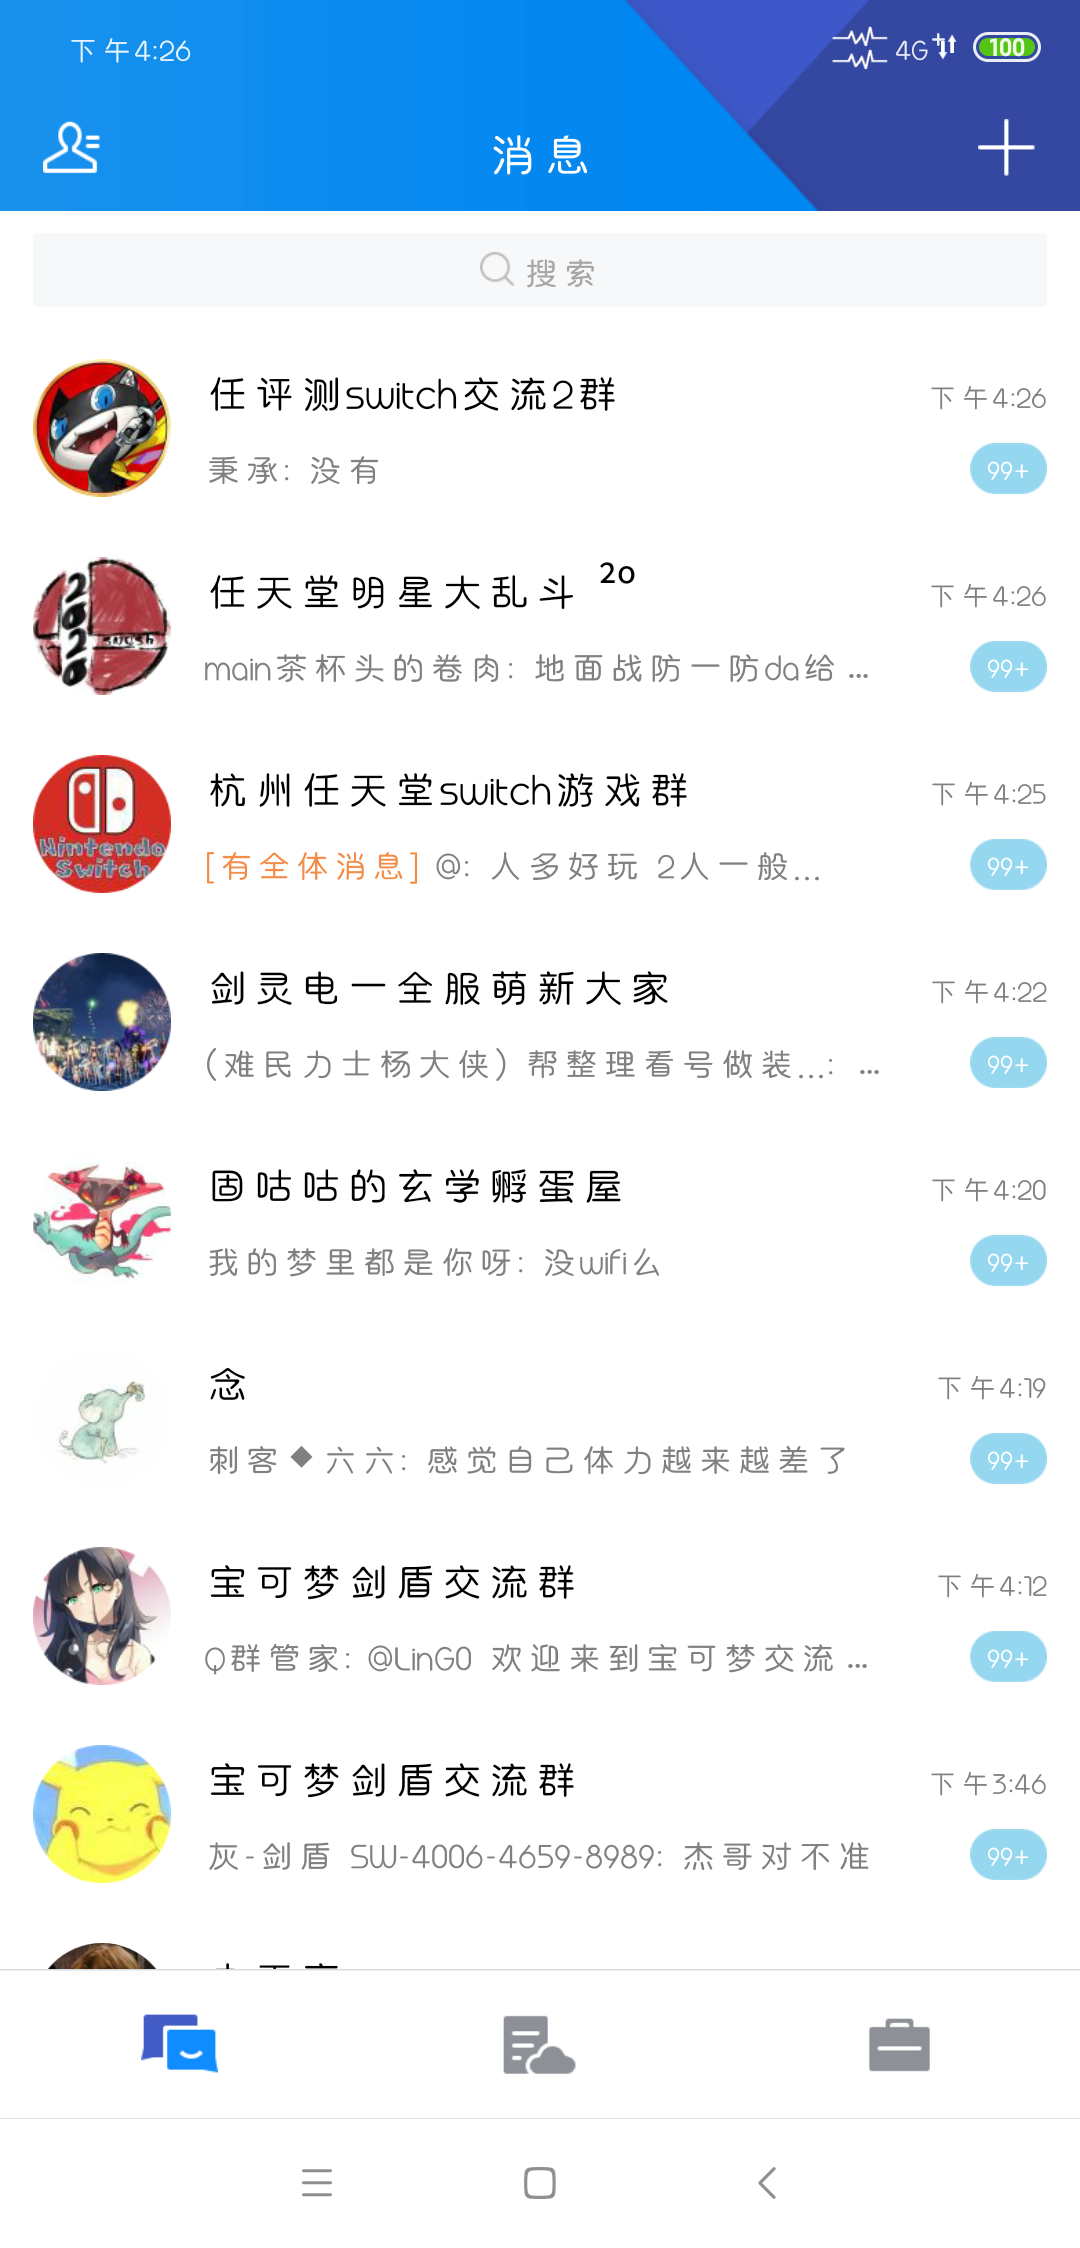 下午4:26
4G
100
消息
搜索
任评测switch交流2群
下午4:26
秉承: 没有
99+
任天堂明星大乱斗 ²º
下午4:26
main茶杯头的卷肉: 地面战防一防da给...
99+
Nintendo
Switch
杭州任天堂switch游戏群
下午4:25
[有全体消息] @: 人多好玩 2人一般...
99+
剑灵电一全服萌新大家
下午4:22
(难民力士杨大侠) 帮整理看号做装...: ...
99+
固咕咕的玄学孵蛋屋
下午4:20
我的梦里都是你呀: 没wifi么
99+
念
下午4:19
刺客◆六六: 感觉自己体力越来越差了
99+
宝可梦剑盾交流群
下午4:12
Q群管家: @LinG0 欢迎来到宝可梦交流...
99+
宝可梦剑盾交流群
下午3:46
灰-剑盾 SW-4006-4659-8989: 杰哥对不准
99+